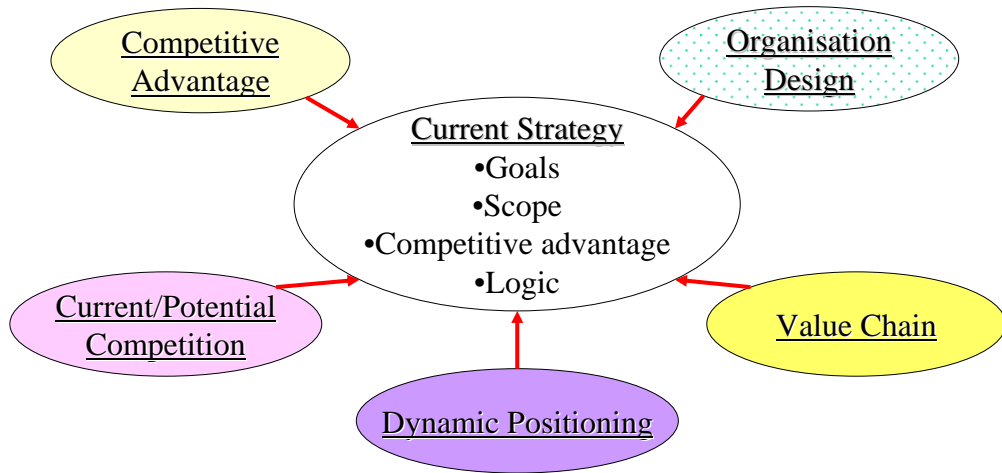 Competitive
Advantage
Organisation
Design
Current Strategy
•Goals
•Scope
•Competitive advantage
•Logic
Current/Potential
Competition
Value Chain
Dynamic Positioning